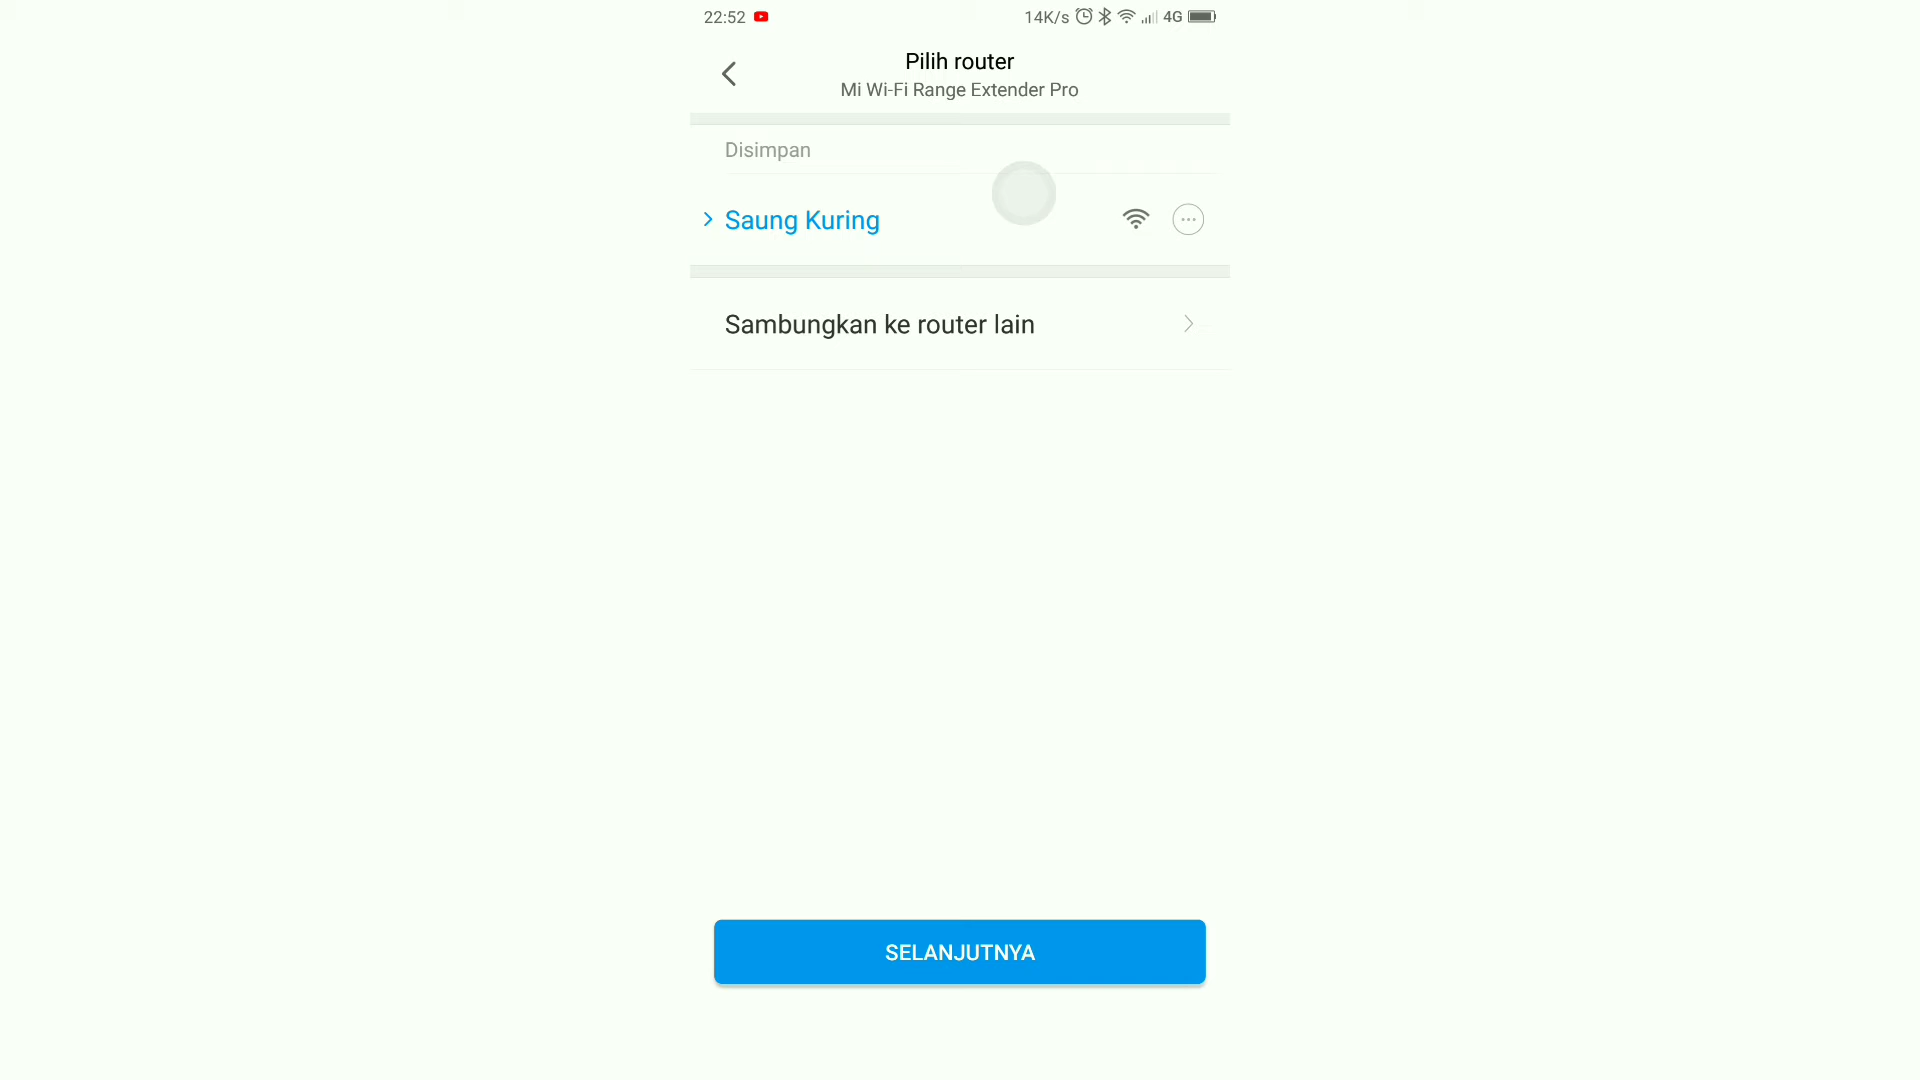 22:52 14K/s 4G
Pilih router
Mi Wi-Fi Range Extender Pro
Disimpan
Saung Kuring
Sambungkan ke router lain
SELANJUTNYA